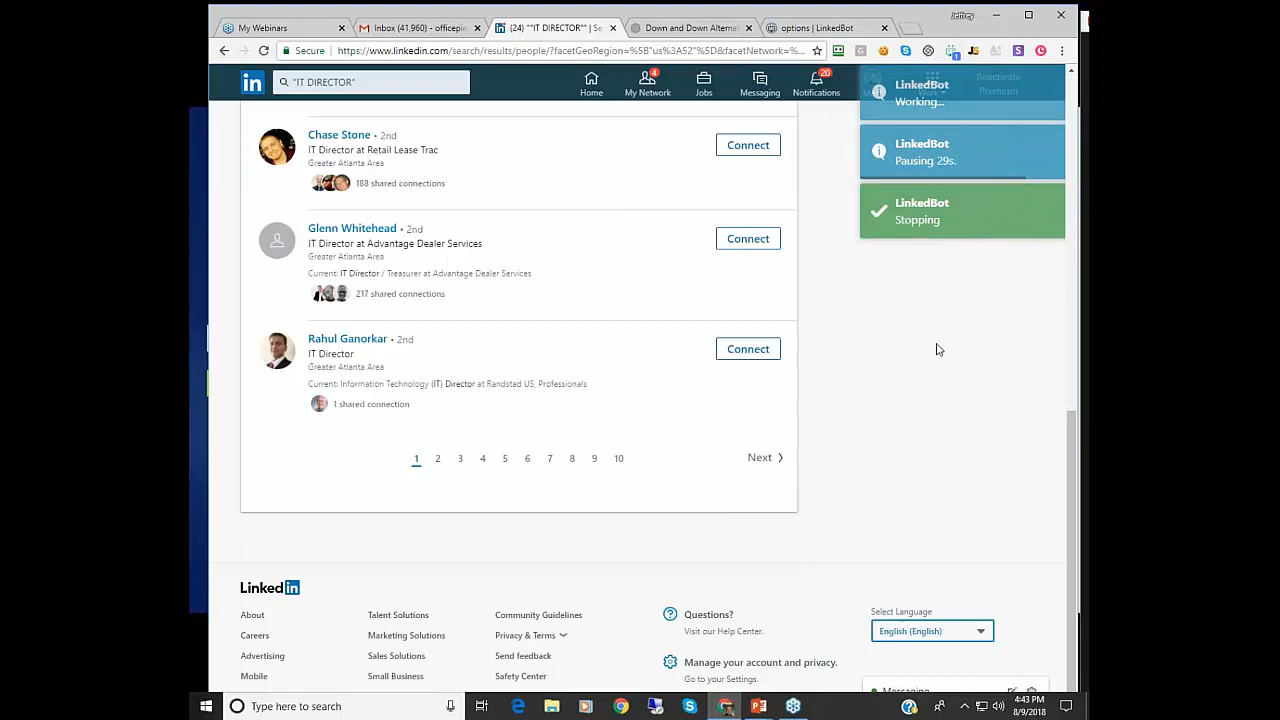 Jeffrey
My Webinars
Inbox (41,960) - officepin
(24) "IT DIRECTOR" | Se
Down and Down Alternat
options | LinkedBot
Secure
https://www.linkedin.com/search/results/people/?facetGeoRegion=%5B"us%3A52"%5D&facetNetwork=%...
in
"IT DIRECTOR"
4
20
Home
My Network
Jobs
Messaging
Notifications
Reactivate
Premium
LinkedBot
Working...
LinkedBot
Pausing 29s.
LinkedBot
Stopping
Chase Stone • 2nd
IT Director at Retail Lease Trac
Greater Atlanta Area
188 shared connections
Connect
Glenn Whitehead • 2nd
IT Director at Advantage Dealer Services
Greater Atlanta Area
Current: IT Director / Treasurer at Advantage Dealer Services
217 shared connections
Connect
Rahul Ganorkar • 2nd
IT Director
Greater Atlanta Area
Current: Information Technology (IT) Director at Randstad US, Professionals
1 shared connection
Connect
1 2 3 4 5 6 7 8 9 10
Next
Linked in
About
Talent Solutions
Community Guidelines
Questions?
Visit our Help Center.
Select Language
English (English)
Careers
Marketing Solutions
Privacy & Terms
Advertising
Sales Solutions
Send feedback
Manage your account and privacy.
Go to your Settings.
Mobile
Small Business
Safety Center
Messaging
Type here to search
4:43 PM
8/9/2018